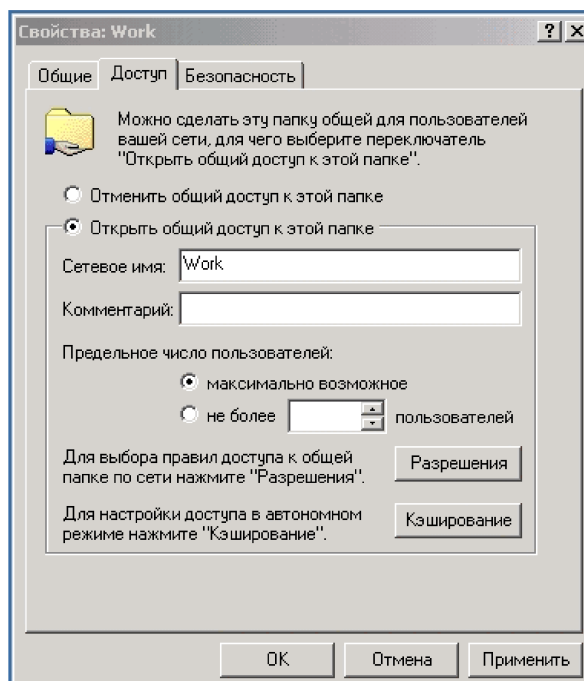 Свойства: Work
Общие Доступ Безопасность
Можно сделать эту папку общей для пользователей
вашей сети, для чего выберите переключатель
"Открыть общий доступ к этой папке".
Отменить общий доступ к этой папке
Открыть общий доступ к этой папке
Сетевое имя: Work
Комментарий:
Предельное число пользователей:
максимально возможное
не более пользователей
Для выбора правил доступа к общей
папке по сети нажмите "Разрешения".
Разрешения
Для настройки доступа в автономном
режиме нажмите "Кэширование".
Кэширование
OK Отмена Применить